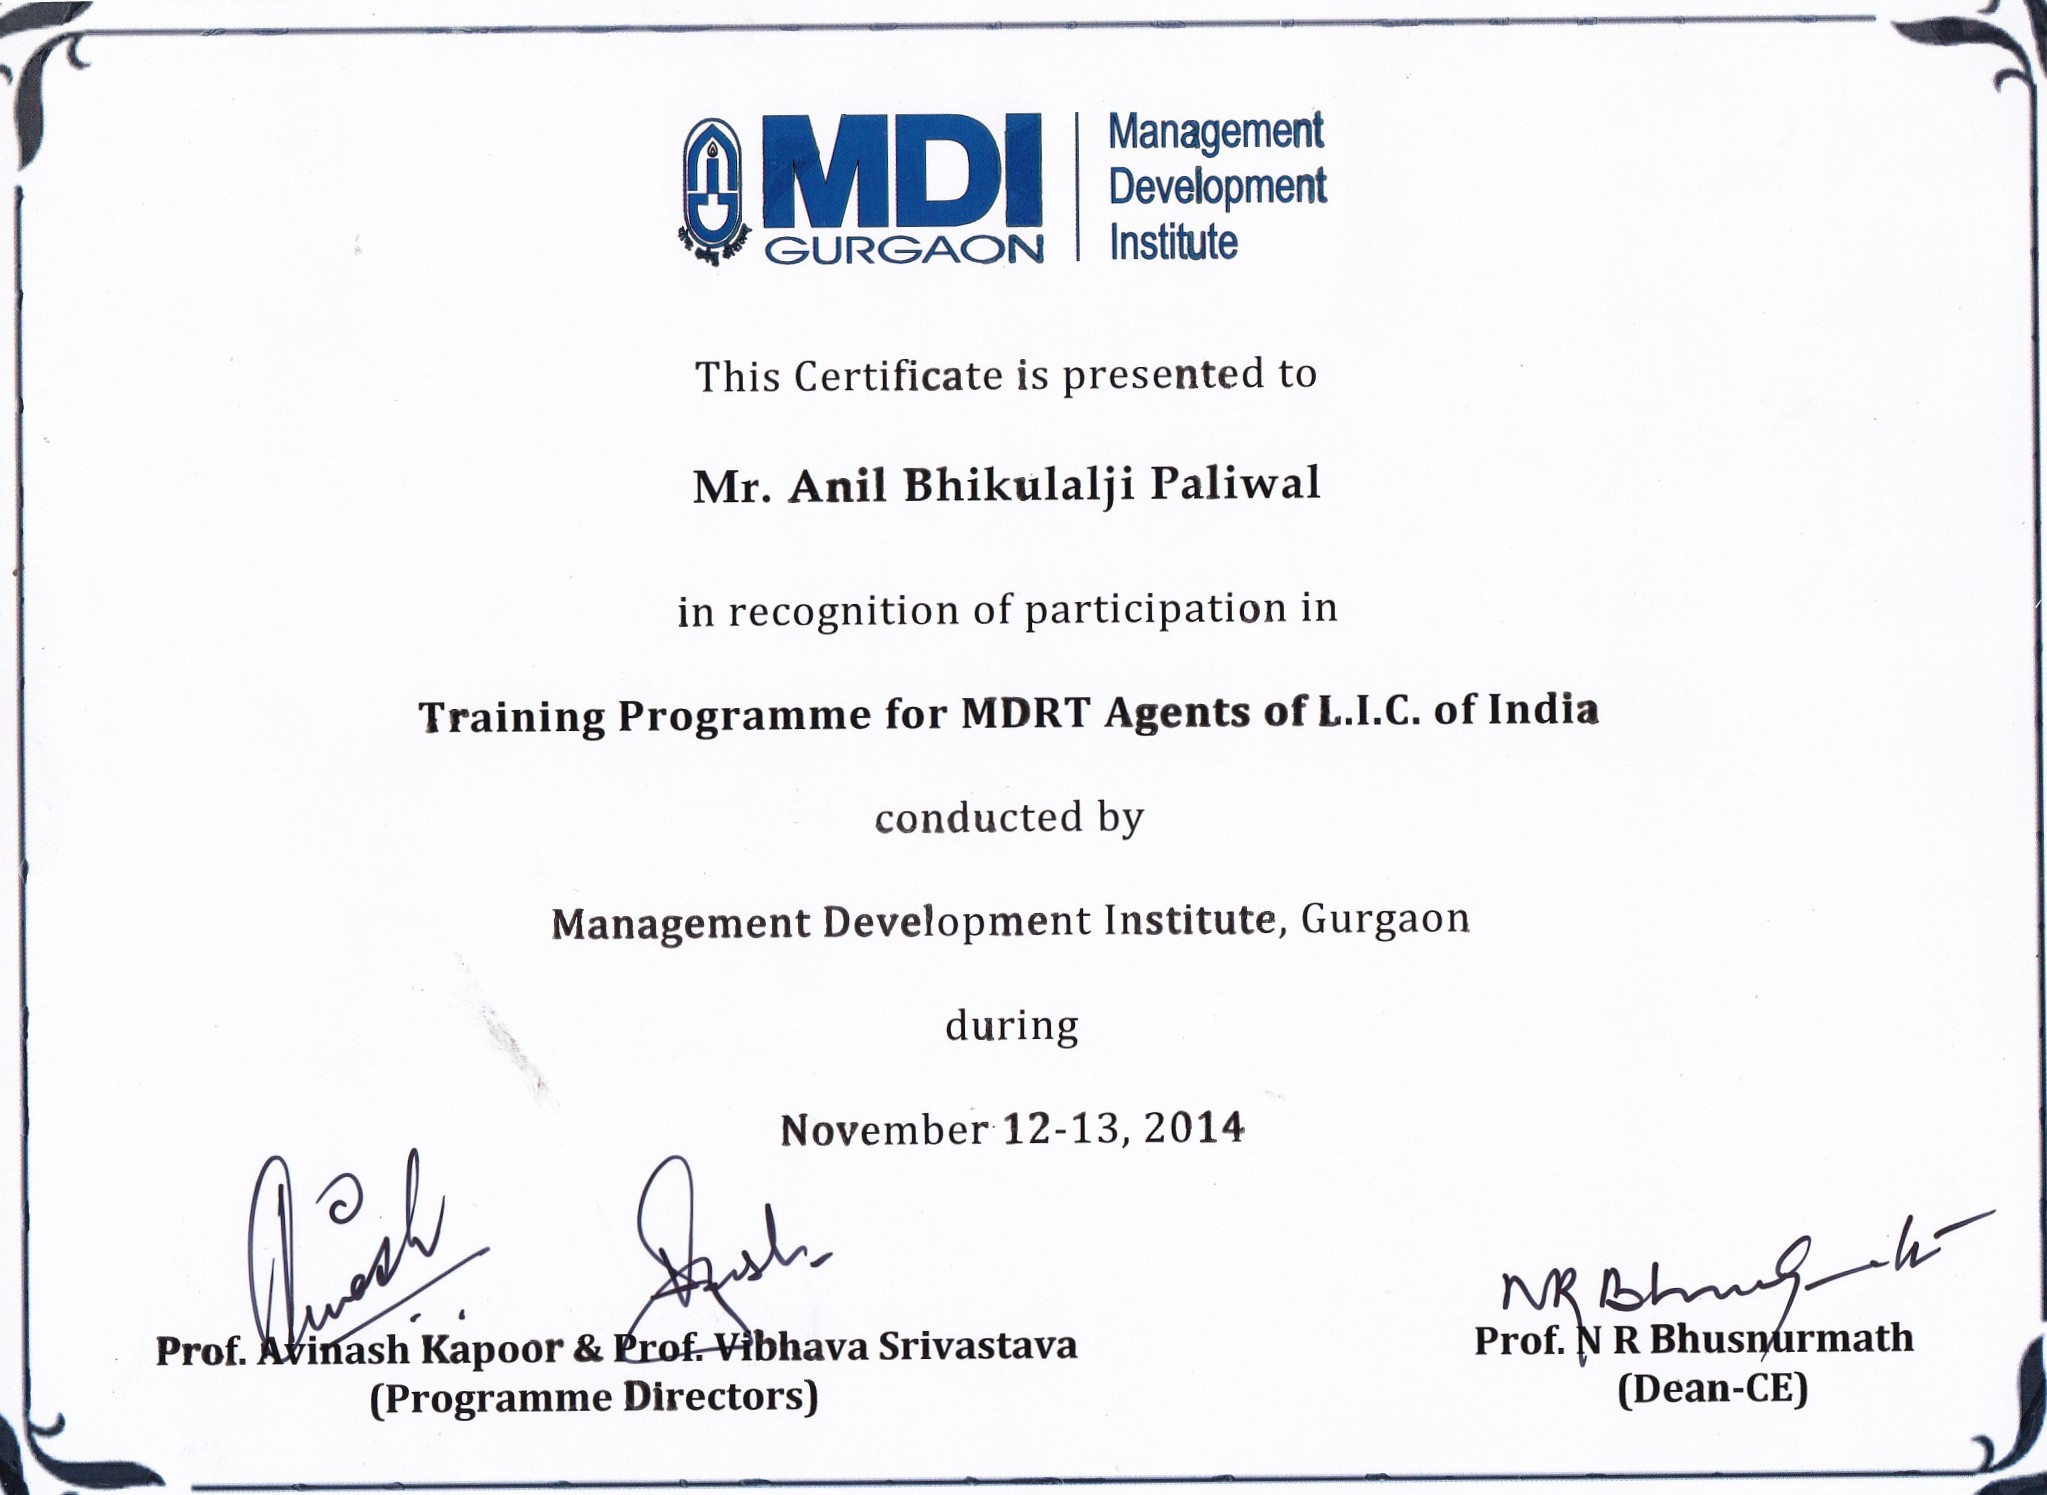 MDI
GURGAON
Management
Development
Institute
This Certificate is presented to
Mr. Anil Bhikulalji Paliwal
in recognition of participation in
Training Programme for MDRT Agents of L.I.C. of India
conducted by
Management Development Institute, Gurgaon
during
November 12-13, 2014
Avinash
NR Bhusnurmath
Prof. Avinash Kapoor & Prof. Vibhava Srivastava
(Programme Directors)
Prof. N R Bhusnurmath
(Dean-CE)